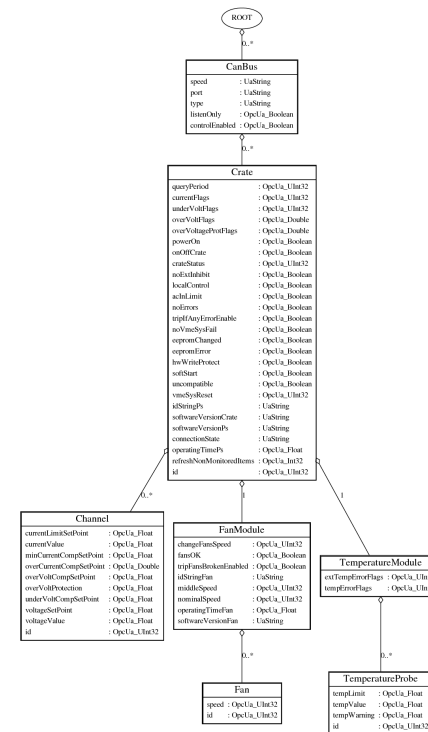 ROOT
0..*
CanBus
speed : UaString
port : UaString
type : UaString
listenOnly : OpcUa_Boolean
controlEnabled : OpcUa_Boolean
0..*
Crate
queryPeriod : OpcUa_UInt32
currentFlags : OpcUa_UInt32
underVoltFlags : OpcUa_UInt32
overVoltFlags : OpcUa_Double
overVoltageProtFlags : OpcUa_Double
powerOn : OpcUa_Boolean
onOffCrate : OpcUa_Boolean
crateStatus : OpcUa_UInt32
noExtInhibit : OpcUa_Boolean
localControl : OpcUa_Boolean
acInLimit : OpcUa_Boolean
noErrors : OpcUa_Boolean
tripIfAnyErrorEnable : OpcUa_Boolean
noVmeSysFail : OpcUa_Boolean
eepromChanged : OpcUa_Boolean
eepromError : OpcUa_Boolean
hwWriteProtect : OpcUa_Boolean
softStart : OpcUa_Boolean
uncompatible : OpcUa_Boolean
vmeSysReset : OpcUa_UInt32
idStringPs : UaString
softwareVersionCrate : UaString
softwareVersionPs : UaString
connectionState : UaString
operatingTimePs : OpcUa_Float
refreshNonMonitoredItems : OpcUa_Int32
id : OpcUa_UInt32
0..*
1
1
Channel
currentLimitSetPoint : OpcUa_Float
currentValue : OpcUa_Float
minCurrentCompSetPoint : OpcUa_Float
overCurrentCompSetPoint : OpcUa_Double
overVoltCompSetPoint : OpcUa_Float
overVoltProtection : OpcUa_Float
underVoltCompSetPoint : OpcUa_Float
voltageSetPoint : OpcUa_Float
voltageValue : OpcUa_Float
id : OpcUa_UInt32
FanModule
changeFansSpeed : OpcUa_UInt32
fansOK : OpcUa_Boolean
tripFansBrokenEnabled : OpcUa_Boolean
idStringFan : UaString
middleSpeed : OpcUa_UInt32
nominalSpeed : OpcUa_UInt32
operatingTimeFan : OpcUa_Float
softwareVersionFan : UaString
TemperatureModule
extTempErrorFlags : OpcUa_UInt
tempErrorFlags : OpcUa_UInt
0..*
0..*
Fan
speed : OpcUa_UInt32
id : OpcUa_UInt32
TemperatureProbe
tempLimit : OpcUa_Float
tempValue : OpcUa_Float
tempWarning : OpcUa_Float
id : OpcUa_UInt32